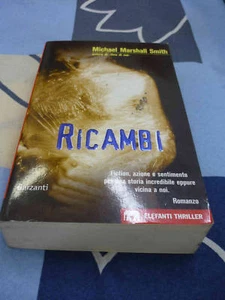 Michael Marshall Smith
RICAMBI
Fiction, azione e sentimento
per una storia incredibile eppure
vicina a noi.
Romanzo
Garzanti
ELEFANTI THRILLER